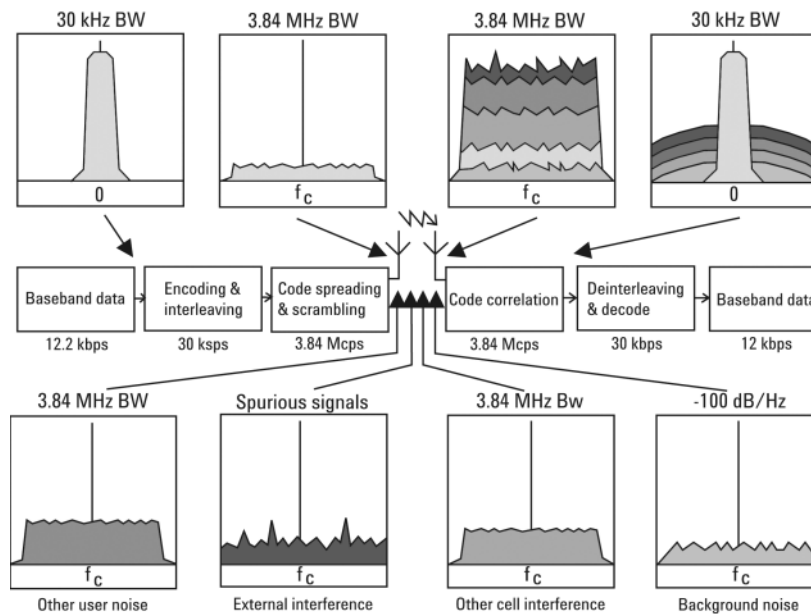 30 kHz BW
3.84 MHz BW
3.84 MHz BW
30 kHz BW
0
fc
fc
0
Baseband data
Encoding &
interleaving
Code spreading
& scrambling
Code correlation
Deinterleaving
& decode
Baseband data
12.2 kbps
30 ksps
3.84 Mcps
3.84 Mcps
30 kbps
12 kbps
3.84 MHz BW
Spurious signals
3.84 MHz Bw
-100 dB/Hz
fc
fc
fc
fc
Other user noise
External interference
Other cell interference
Background noise